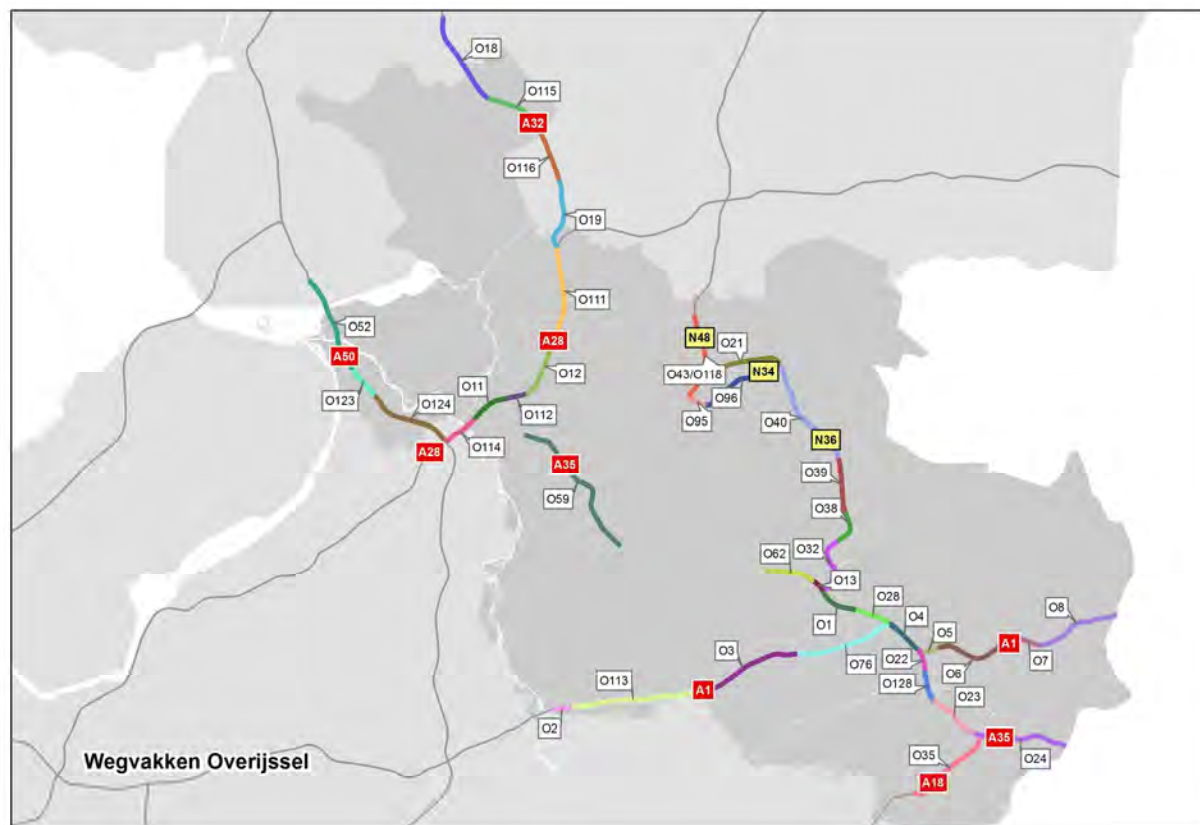 O18
O115
A32
O116
O19
O111
O52
N48
O21
A28
A50
O12
N34
O43/O118
O11
O96
O123
O124
O112
O95
O40
N36
O114
A28
A35
O39
O59
O38
O32
O62
O13
O28
O4
O8
O1
O5
A1
O3
O22
O7
O76
O6
O113
O128
A1
O23
O2
A35
Wegvakken Overijssel
O35
O24
A18